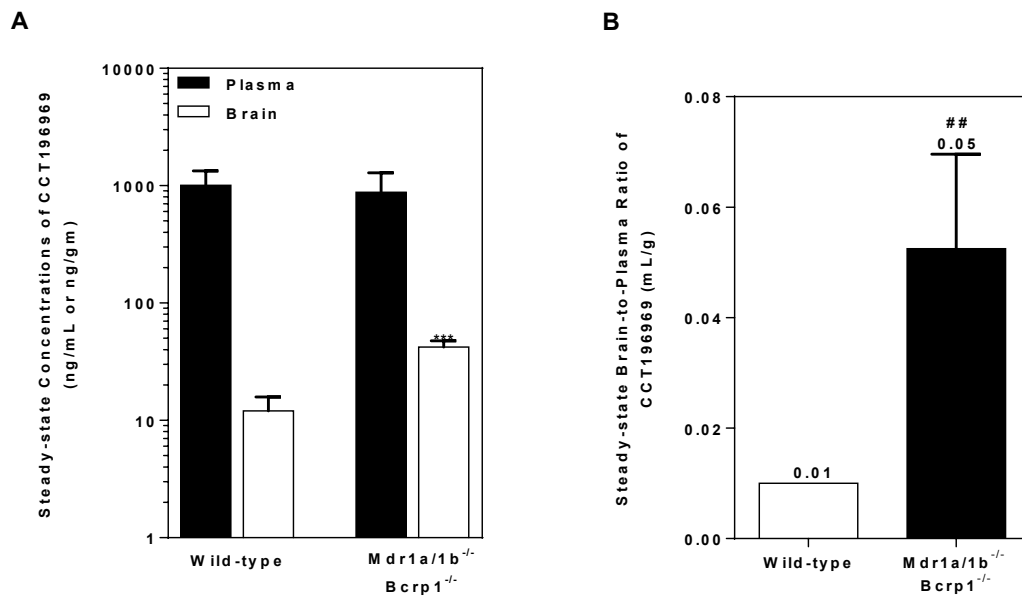 A
Steady-state Concentrations of CCT196969
(ng/mL or ng/gm)
10000
1000
100
10
1
Plasma
Brain
***
Wild-type
Mdr1a/1b-/-
Bcrp1-/-
B
Steady-state Brain-to-Plasma Ratio of
CCT196969 (mL/g)
0.08
0.06
0.04
0.02
0.00
##
0.05
0.01
Wild-type
Mdr1a/1b-/-
Bcrp1-/-